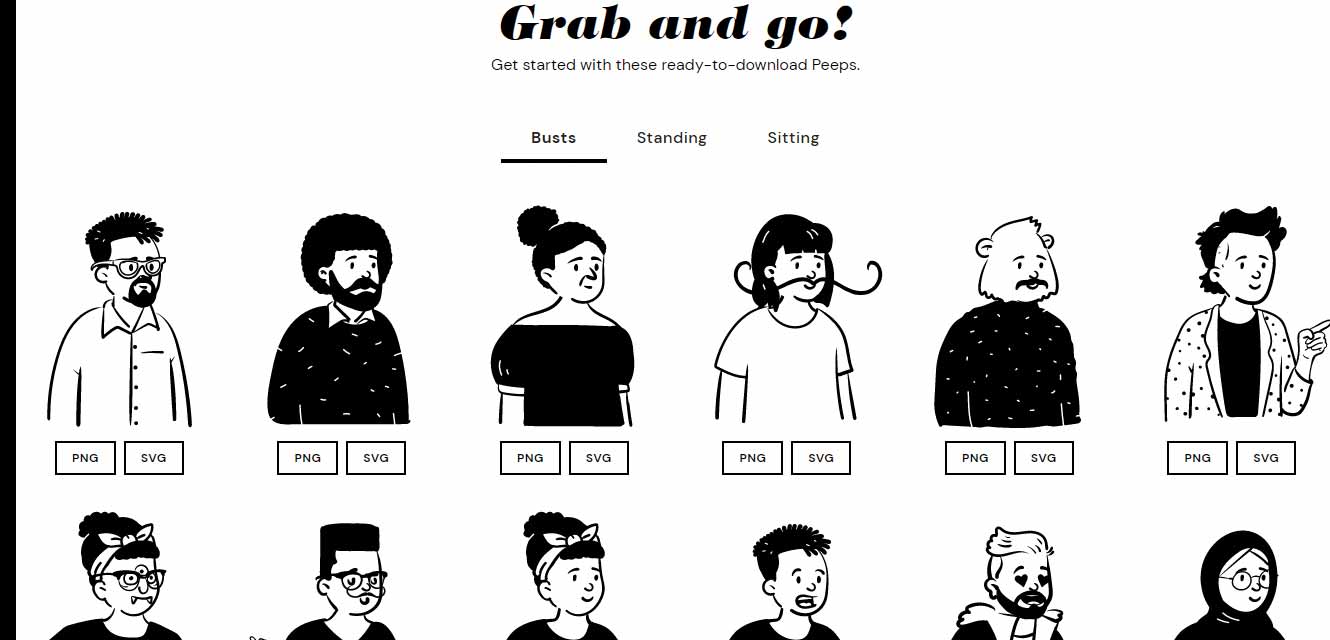 Grab and go!
Get started with these ready-to-download Peeps.
Busts Standing Sitting
PNG SVG PNG SVG PNG SVG PNG SVG PNG SVG PNG SVG